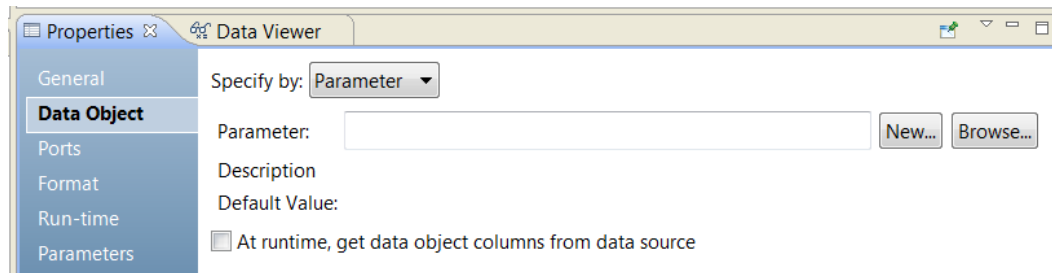 Properties Data Viewer
General
Data Object
Ports
Format
Run-time
Parameters
Specify by: Parameter
Parameter: New... Browse...
Description
Default Value:
At runtime, get data object columns from data source